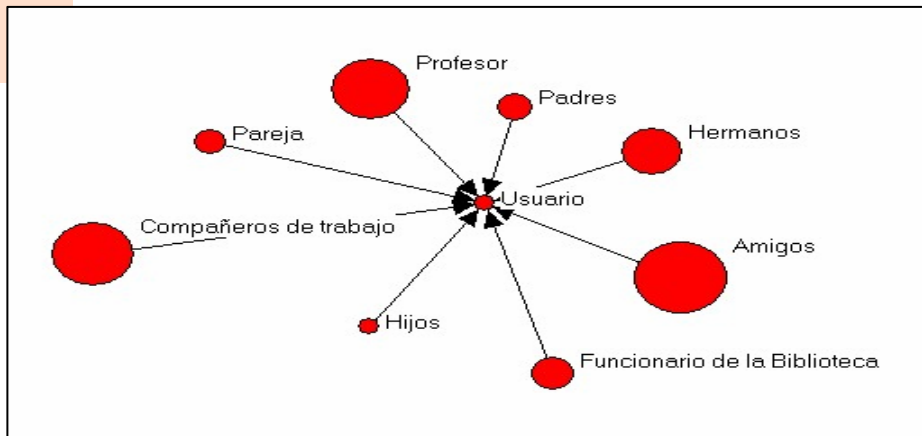 Profesor
Padres
Pareja
Hermanos
Usuario
Compañeros de trabajo
Amigos
Hijos
Funcionario de la Biblioteca